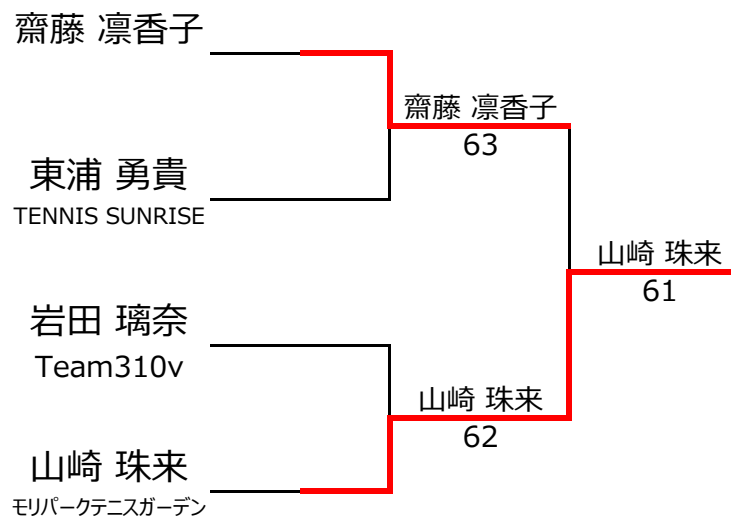 齋藤 凛香子
齋藤 凛香子
63
東浦 勇貴
TENNIS SUNRISE
山崎 珠来
61
岩田 璃奈
Team310v
山崎 珠来
62
山崎 珠来
モリパークテニスガーデン